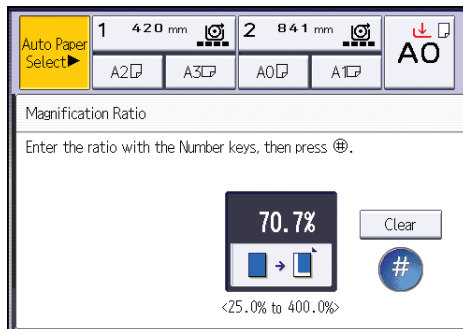 Auto Paper
Select►
1 420 mm
2 841 mm
A0
A2 A3 A0 A1
Magnification Ratio
Enter the ratio with the Number keys, then press ⊕.
70.7%
Clear
#
<25.0% to 400.0%>